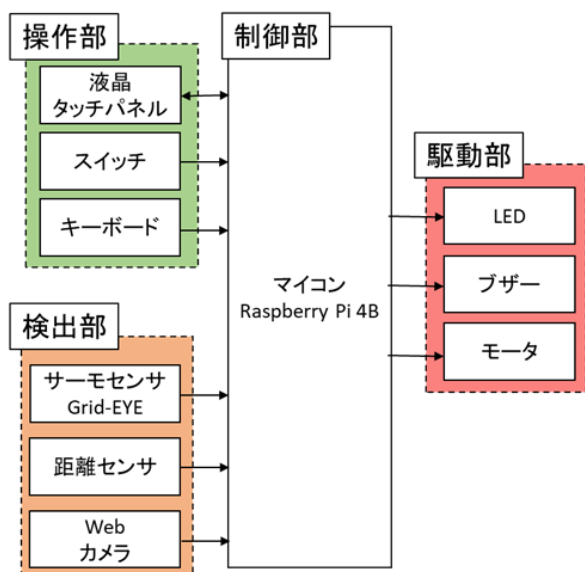 操作部
液晶
タッチパネル
スイッチ
キーボード
検出部
サーモセンサ
Grid-EYE
距離センサ
Web
カメラ
制御部
マイコン
Raspberry Pi 4B
駆動部
LED
ブザー
モータ